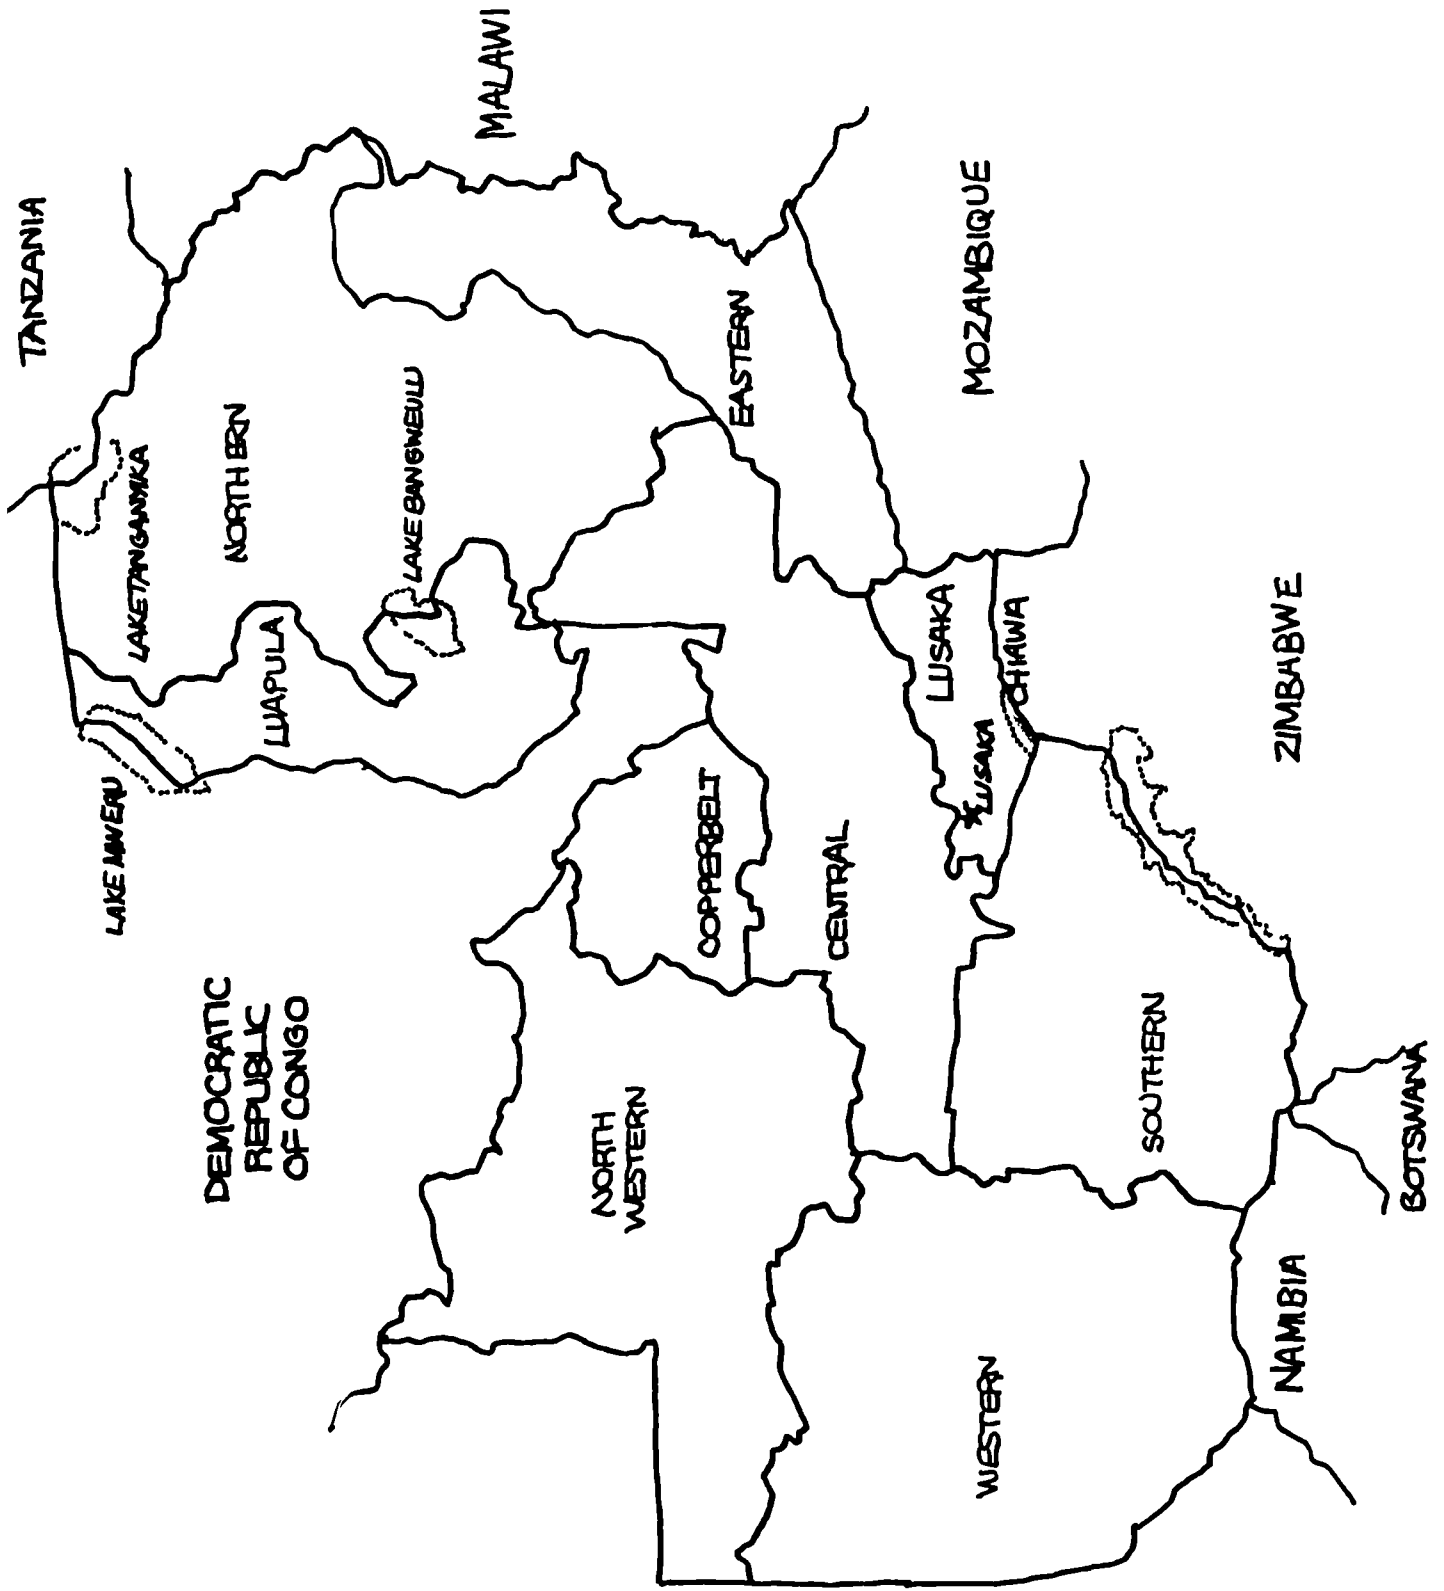 TANZANIA
MALAWI
LAKE TANGANYIKA
NORTHERN
LAKE MWERU
LUAPULA
LAKE BANGWEULU
DEMOCRATIC
REPUBLIC
OF CONGO
EASTERN
COPPERBELT
NORTH
WESTERN
CENTRAL
MOZAMBIQUE
LUSAKA
LUSAKA
CHIAWA
WESTERN
SOUTHERN
ZIMBABWE
NAMIBIA
BOTSWANA